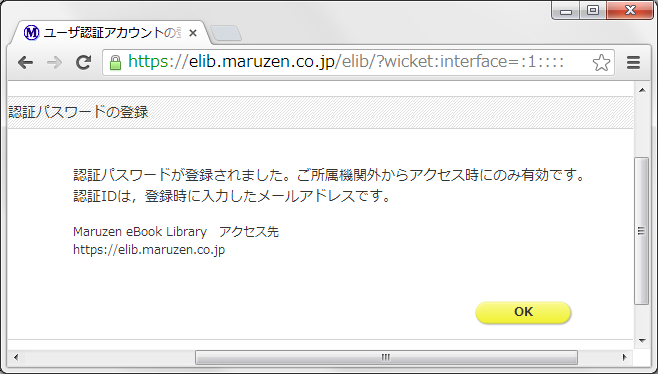 ユーザ認証アカウントの
https://elib.maruzen.co.jp/elib/?wicket:interface=:1::::
認証パスワードの登録
認証パスワードが登録されました。ご所属機関外からアクセス時にのみ有効です。
認証IDは，登録時に入力したメールアドレスです。
Maruzen eBook Library　アクセス先
https://elib.maruzen.co.jp
OK